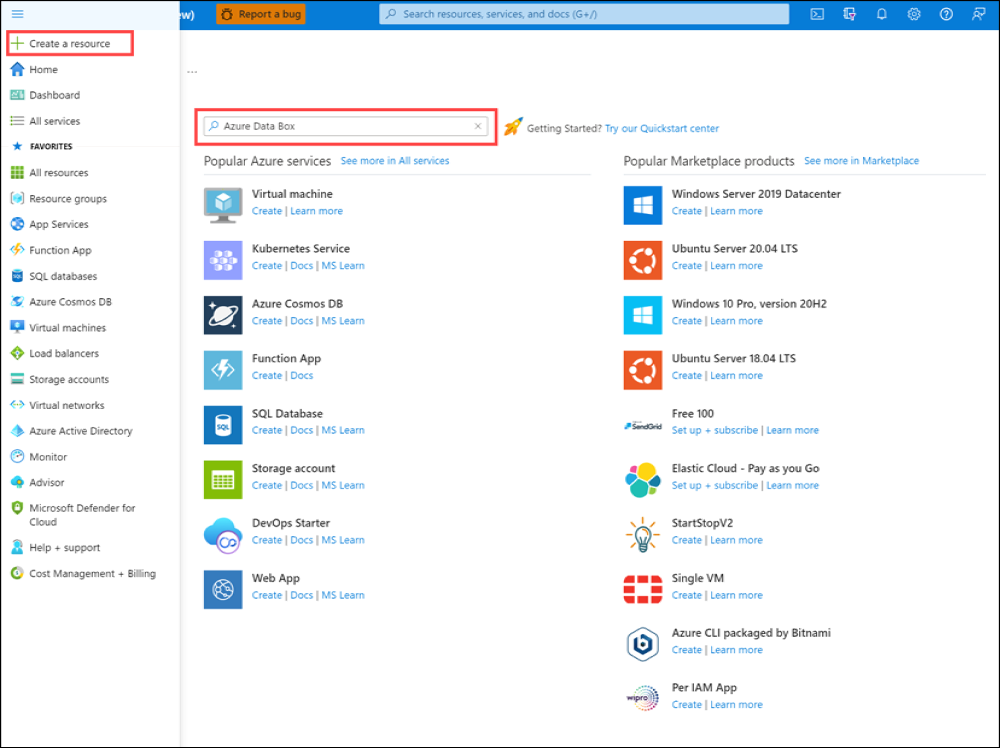 w)
Report a bug
Search resources, services, and docs (G+/)
Create a resource
Home
Dashboard
All services
FAVORITES
All resources
Resource groups
App Services
Function App
SQL databases
Azure Cosmos DB
Virtual machines
Load balancers
Storage accounts
Virtual networks
Azure Active Directory
Monitor
Advisor
Microsoft Defender for
Cloud
Help + support
Cost Management + Billing
...
Azure Data Box
Getting Started? Try our Quickstart center
Popular Azure services See more in All services
Virtual machine
Create | Learn more
Kubernetes Service
Create | Docs | MS Learn
Azure Cosmos DB
Create | Docs | MS Learn
Function App
Create | Docs
SQL
SQL Database
Create | Docs | MS Learn
Storage account
Create | Docs | MS Learn
DevOps Starter
Create | Docs | MS Learn
Web App
Create | Docs | MS Learn
Popular Marketplace products See more in Marketplace
Windows Server 2019 Datacenter
Create | Learn more
Ubuntu Server 20.04 LTS
Create | Learn more
Windows 10 Pro, version 20H2
Create | Learn more
Ubuntu Server 18.04 LTS
Create | Learn more
SendGrid
Free 100
Set up + subscribe | Learn more
Elastic Cloud - Pay as you Go
Set up + subscribe | Learn more
StartStopV2
Create | Learn more
Single VM
Create | Learn more
Azure CLI packaged by Bitnami
Create | Learn more
wipro
Per IAM App
Create | Learn more